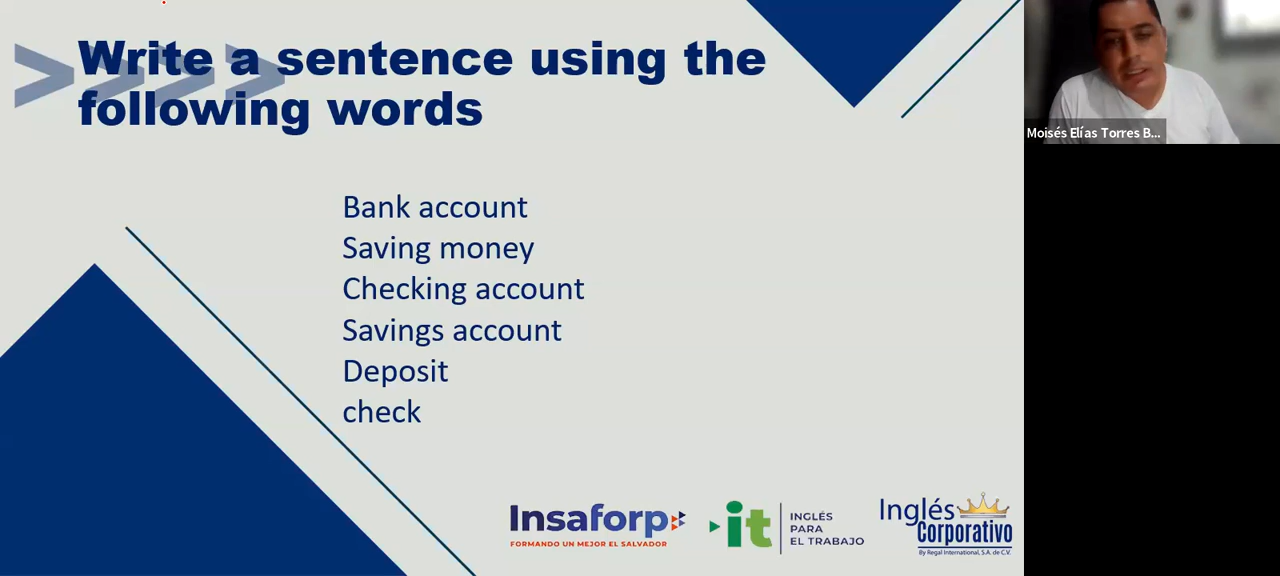 Write a sentence using the
following words
Bank account
Saving money
Checking account
Savings account
Deposit
check
Moisés Elías Torres B...
Insaforp
FORMANDO UN MEJOR EL SALVADOR
it
INGLÉS
PARA
EL TRABAJO
Inglés
Corporativo
By Regal International, S.A. de C.V.